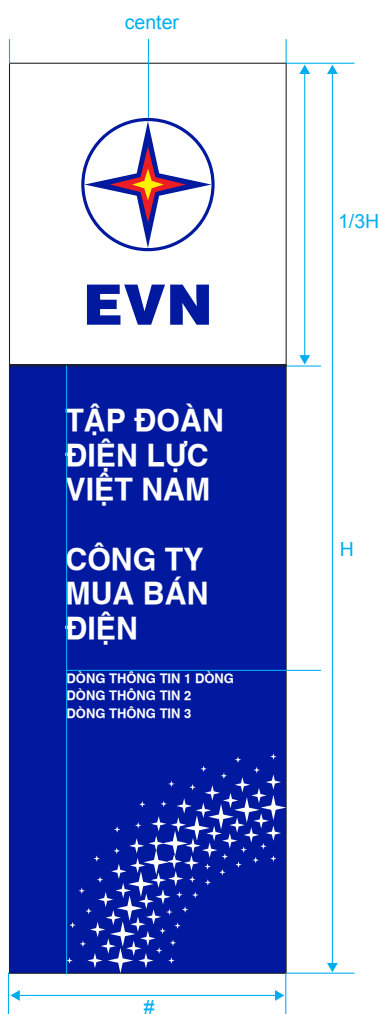 center
1/3H
EVN
TẬP ĐOÀN
ĐIỆN LỰC
VIỆT NAM
CÔNG TY
MUA BÁN
ĐIỆN
H
DÒNG THÔNG TIN 1 DÒNG
DÒNG THÔNG TIN 2
DÒNG THÔNG TIN 3
#